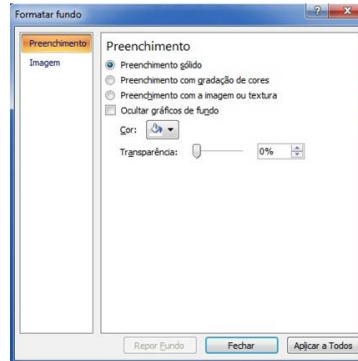 Formatar fundo
Preenchimento
Imagem
Preenchimento
Preenchimento sólido
Preenchimento com gradação de cores
Preenchimento com a imagem ou textura
Ocultar gráficos de fundo
Cor:
Transparência: 0%
Repor Fundo Fechar Aplicar a Todos